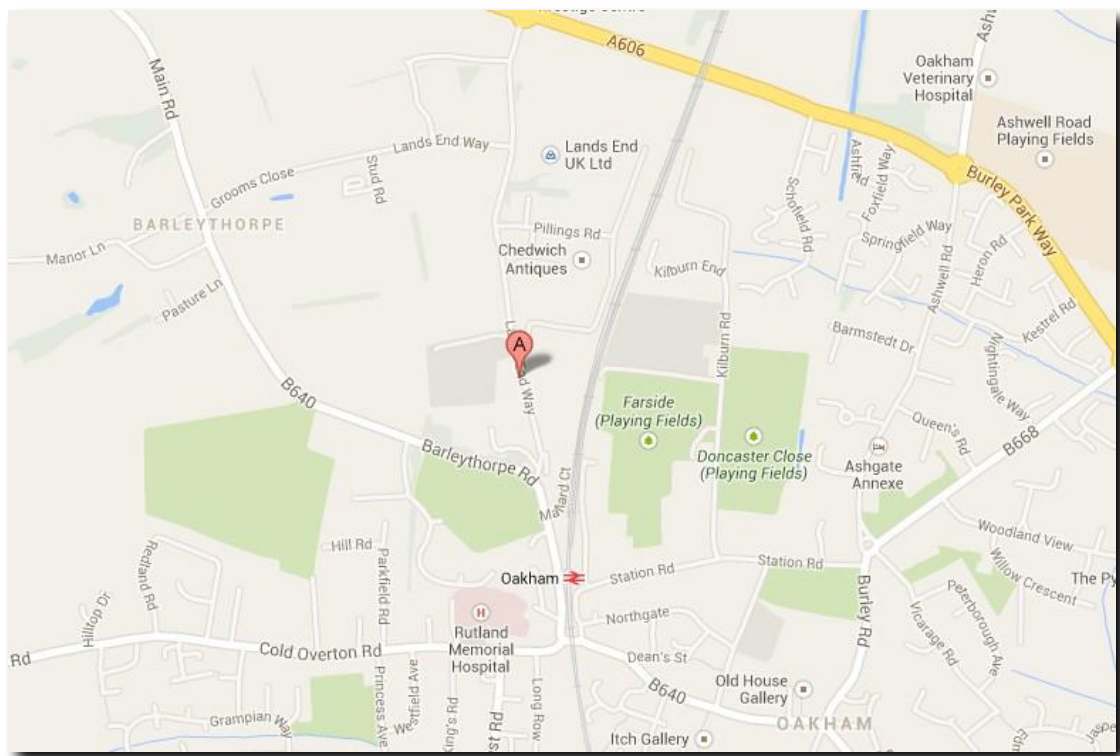 A606
Main Rd
Oakham
Veterinary
Hospital
Ashwell Road
Playing Fields
Lands End Way
Lands End
UK Ltd
Stud Rd
Grooms Close
BARLEYTHORPE
Manor Ln
Pasture Ln
Pillings Rd
Chedwich
Antiques
Kilburn End
Schofield Rd
Foxfield Way
Springfield Way
Burley Park Way
Ashwell Rd
Heron Rd
Kestrel Rd
Barmstedt Dr
Nightingale Way
Kilburn Rd
A
Way
B640
Barleythorpe Rd
Farside
(Playing Fields)
Doncaster Close
(Playing Fields)
Queen's Rd
B668
Ashgate
Annexe
Mallard Ct
Woodland View
Willow Crescent
The
Hill Rd
Redland Rd
Parkfield Rd
Hilltop Dr
Oakham
Station Rd
Station Rd
Burley Rd
Peterborough Ave
Vicarage Rd
Northgate
H
Rutland
Memorial
Hospital
Rd
Cold Overton Rd
Dean's St
B640
Old House
Gallery
OAKHAM
Grampian Way
Princess Ave
Westfield Ave
King's Rd
Long Row
Itch Gallery